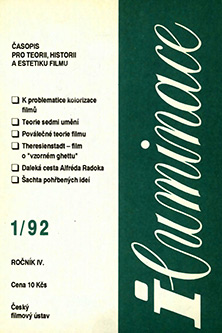 ČASOPIS
PRO TEORII, HISTORII
A ESTETIKU FILMU
K problematice kolorizace
filmů
Teorie sedmi umění
Poválečné teorie filmu
Theresienstadt – film
o "vzorném ghettu"
Daleká cesta Alfréda Radoka
Šachta pohřbených idejí
1/92
ROČNÍK IV.
Cena 10 Kčs
Český
filmový ústav
iluminace